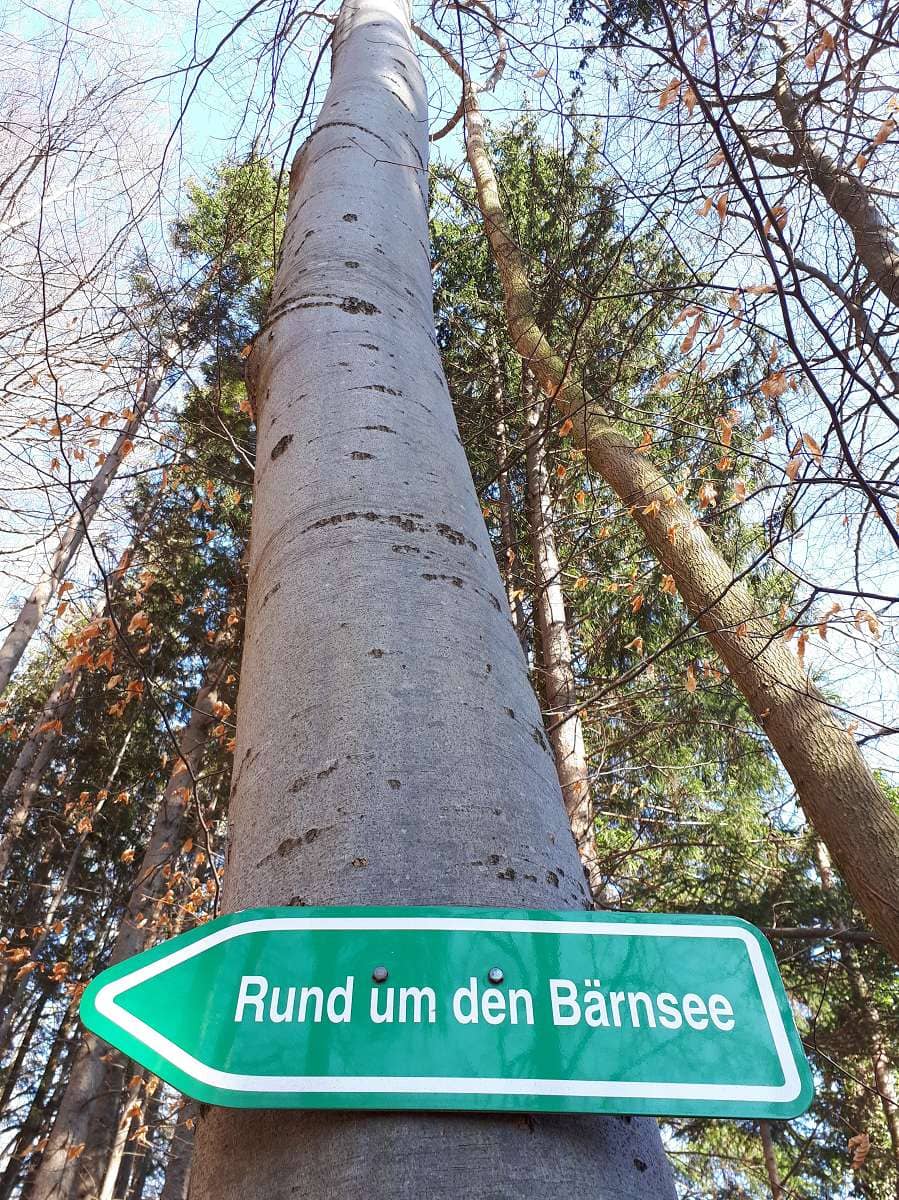 Rund um den Bärnsee